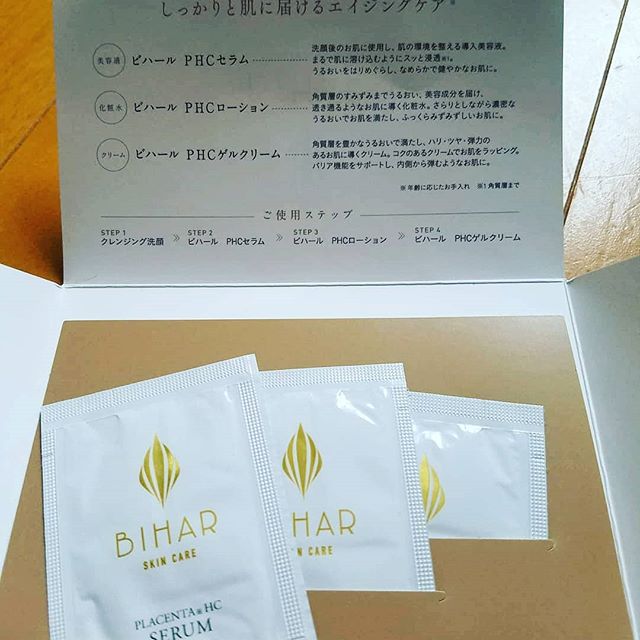 しっかりと肌に届けるエイジングケア※
美容液
ビハール PHCセラム
洗顔後のお肌に使用し、肌の環境を整える導入美容液。
まるで肌に溶け込むようにスッと浸透※1。
うるおいをはりめぐらし、なめらかで健やかなお肌に。
化粧水
ビハール PHCローション
角質層のすみずみまでうるおい、美容成分を届け、
透き通るようなお肌に導く化粧水。さらりとしながら濃密な
うるおいでお肌を満たし、ふっくらみずみずしいお肌に。
クリーム
ビハール PHCゲルクリーム
角質層を豊かなうるおいで満たし、ハリ・ツヤ・弾力の
あるお肌に導くクリーム。コクのあるクリームでお肌をラッピング。
バリア機能をサポートし、内側から弾むようなお肌に。
※ 年齢に応じたお手入れ ※1 角質層まで
ご使用ステップ
STEP 1
クレンジング洗顔
STEP 2
ビハール PHCセラム
STEP 3
ビハール PHCローション
STEP 4
ビハール PHCゲルクリーム
BIHAR
SKIN CARE
PLACENTA※HC
SERUM
HAR
N CARE